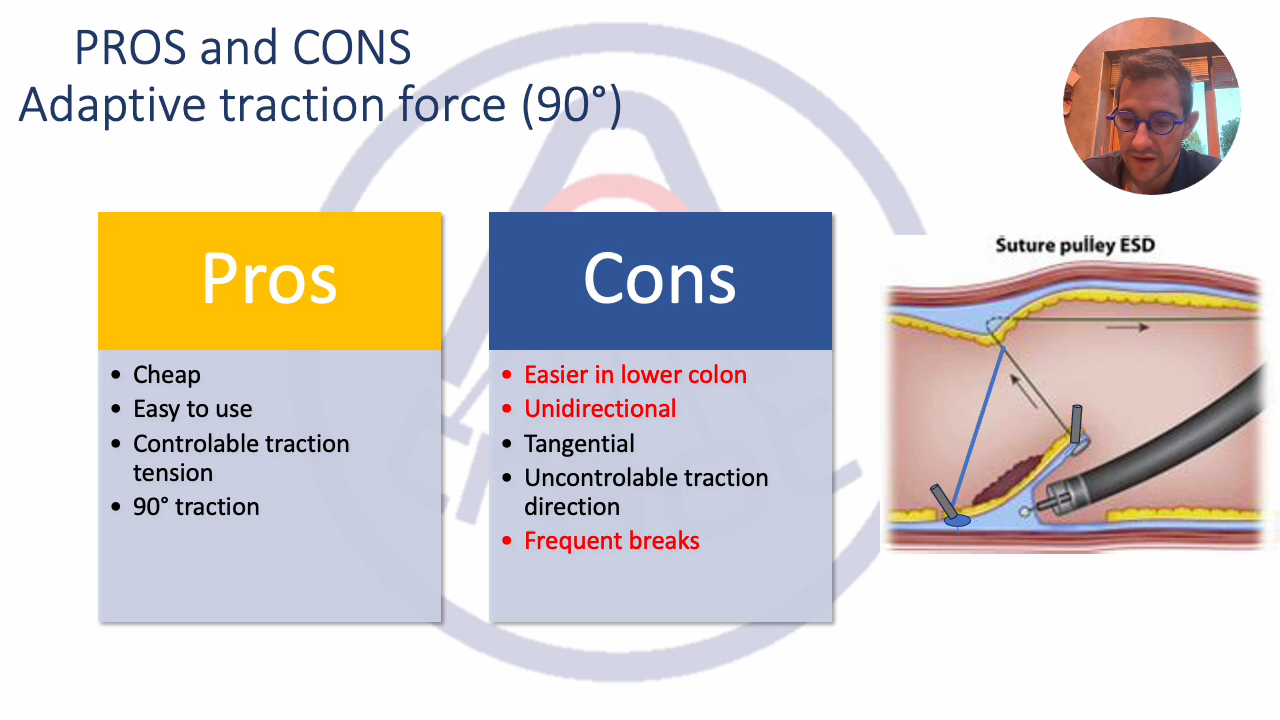 PROS and CONS
Adaptive traction force (90°)
Pros
• Cheap
• Easy to use
• Controlable traction
tension
• 90° traction
Cons
• Easier in lower colon
• Unidirectional
• Tangential
• Uncontrolable traction
direction
• Frequent breaks
Suture pulley ESD